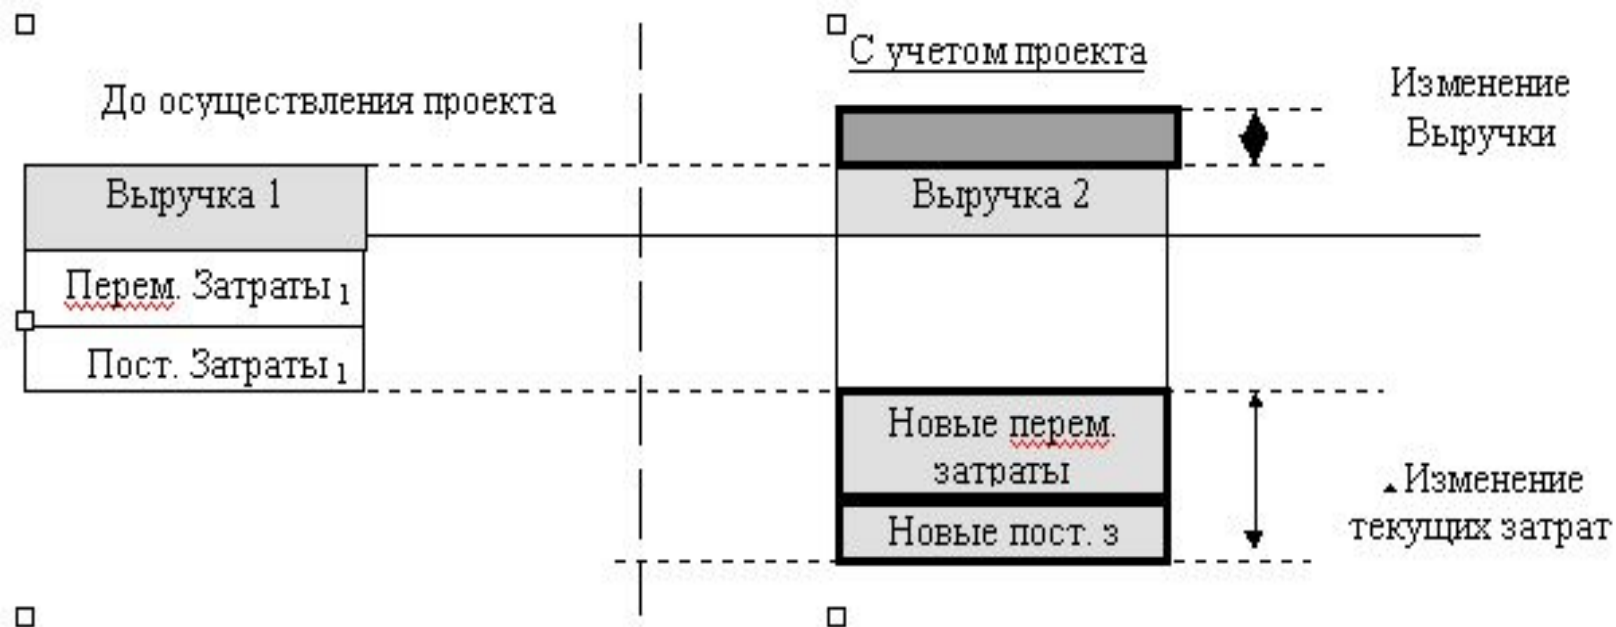 До осуществления проекта
С учетом проекта
Изменение
Выручки
Выручка 1
Выручка 2
Перем. Затраты 1
Пост. Затраты 1
Новые перем.
затраты
Новые пост. з
Изменение
текущих затрат